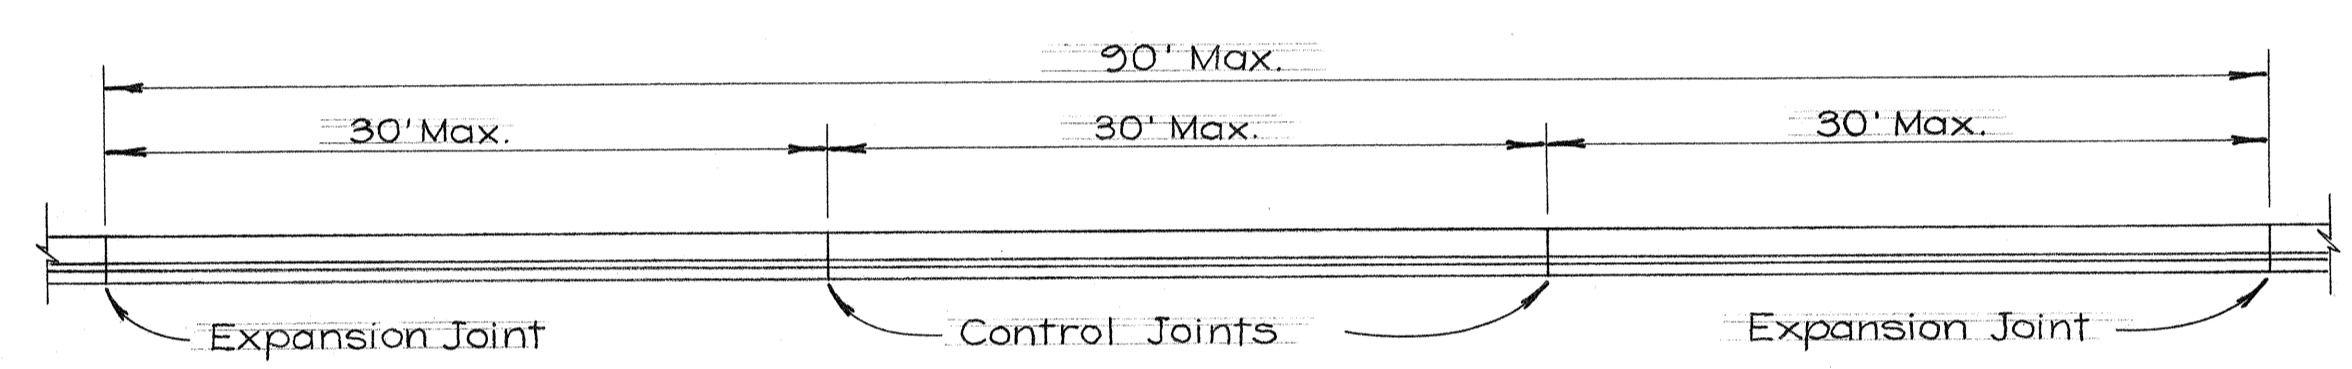 90' Max.
30' Max.
30' Max.
30' Max.
Expansion Joint
Control Joints
Expansion Joint